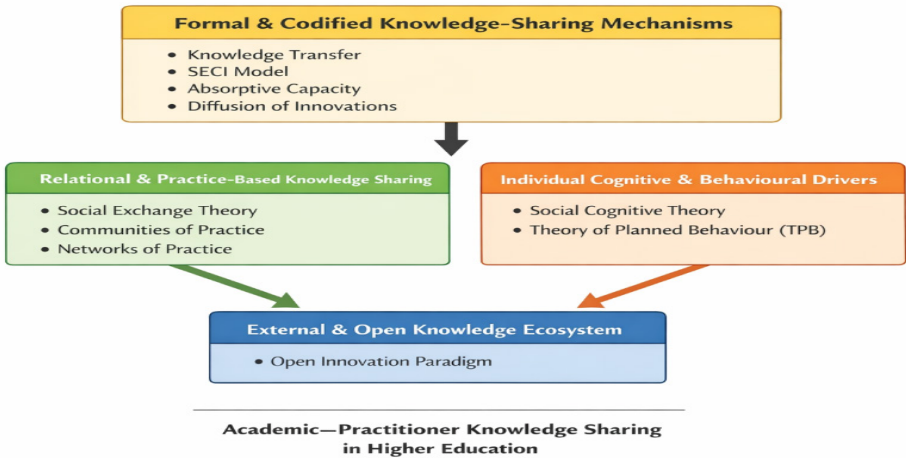 Formal & Codified Knowledge-Sharing Mechanisms
• Knowledge Transfer
• SECI Model
• Absorptive Capacity
• Diffusion of Innovations
Relational & Practice-Based Knowledge Sharing
• Social Exchange Theory
• Communities of Practice
• Networks of Practice
Individual Cognitive & Behavioural Drivers
• Social Cognitive Theory
• Theory of Planned Behaviour (TPB)
External & Open Knowledge Ecosystem
• Open Innovation Paradigm
Academic—Practitioner Knowledge Sharing
in Higher Education